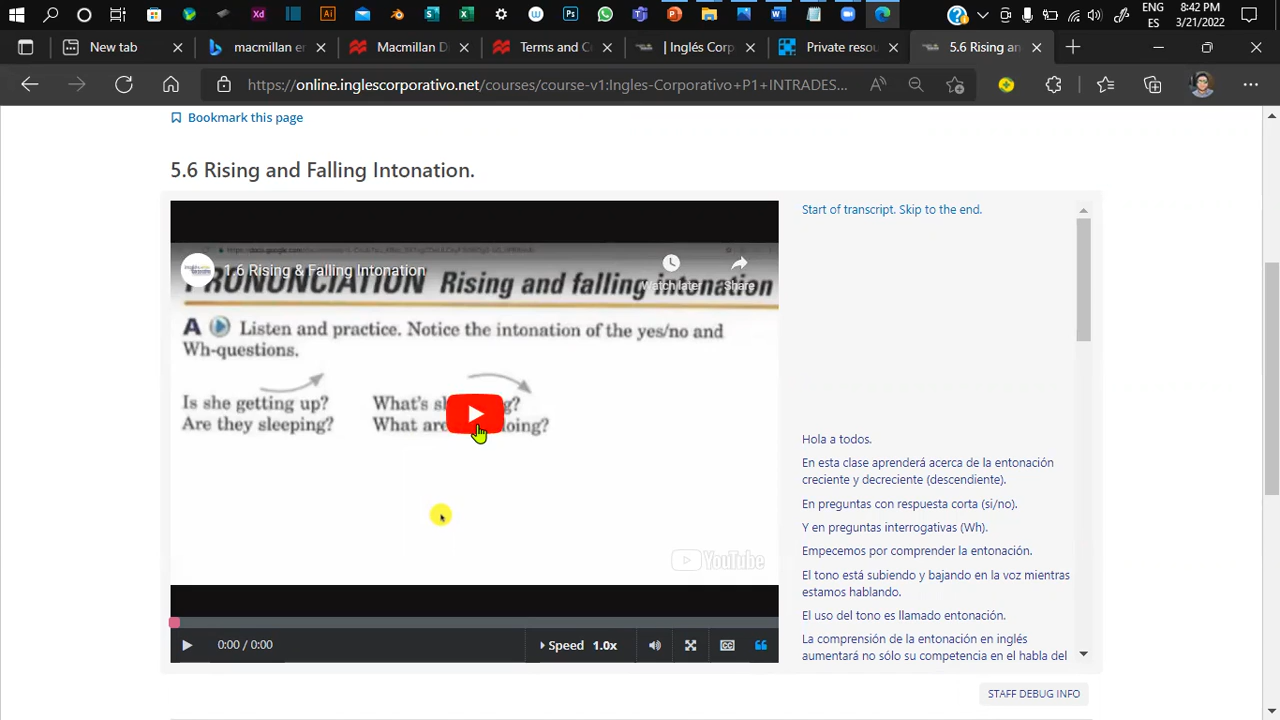 8:42 PM
ENG
ES
3/21/2022
New tab
macmillan en
Macmillan D
Terms and Co
| Inglés Corp
Private resou
5.6 Rising an
https://online.inglescorporativo.net/courses/course-v1:Ingles-Corporativo+P1+INTRADES...
Bookmark this page
5.6 Rising and Falling Intonation.
1.6 Rising & Falling Intonation
Watch later
Share
PRONUNCIATION Rising and falling intonation
A Listen and practice. Notice the intonation of the yes/no and
Wh-questions.
Is she getting up?
Are they sleeping?
What's
What are
YouTube
0:00 / 0:00
Speed 1.0x
Start of transcript. Skip to the end.
Hola a todos.
En esta clase aprenderá acerca de la entonación
creciente y decreciente (descendiente).
En preguntas con respuesta corta (si/no).
Y en preguntas interrogativas (Wh).
Empecemos por comprender la entonación.
El tono está subiendo y bajando en la voz mientras
estamos hablando.
El uso del tono es llamado entonación.
La comprensión de la entonación en inglés
aumentará no sólo su competencia en el habla del
STAFF DEBUG INFO